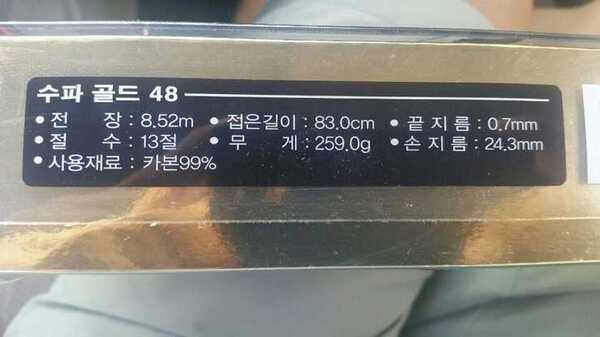 수파 골드 48
• 전 장 : 8.52m • 접은길이 : 83.0cm • 끝 지 름 : 0.7mm
• 절 수 : 13절 • 무 게 : 259.0g • 손 지 름 : 24.3mm
• 사용재료 : 카본99%